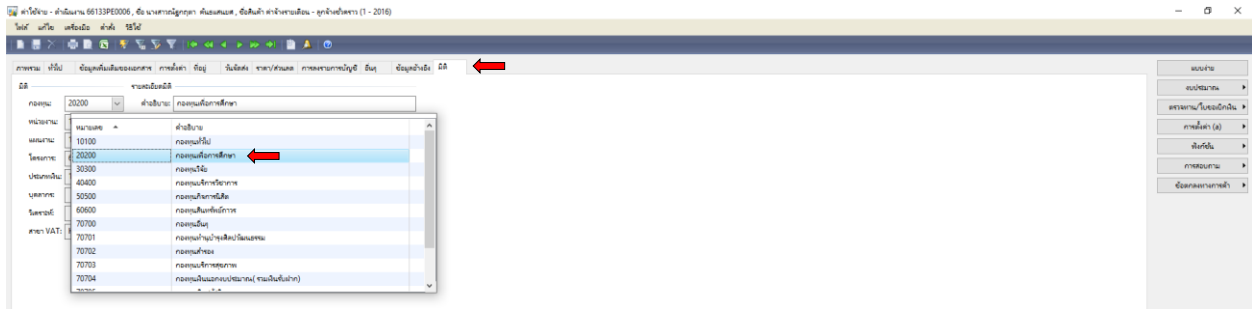 ค่าใช้จ่าย - ดำเนินงาน 66133PE0006 , ชื่อ นางสาวณัฐกฤตา พันธเสนยศ , ชื่อสินค้า ค่าจ้างรายเดือน - ลูกจ้างชั่วคราว (1 - 2016)
ไฟล์ แก้ไข เครื่องมือ คำสั่ง วิธีใช้
ภาพรวม ทั่วไป ข้อมูลเพิ่มเติมของเอกสาร การตั้งค่า ที่อยู่ วันจัดส่ง ราคา/ส่วนลด การลงรายการบัญชี อื่นๆ ข้อมูลอ้างอิง มิติ
แบบง่าย
มิติ รายละเอียดมิติ
งบประมาณ
กองทุน: 20200 คำอธิบาย: กองทุนเพื่อการศึกษา
ตรวจทาน/ใบขอเบิกเงิน
หน่วยงาน:
หมายเลข คำอธิบาย
การตั้งค่า (ล)
แผนงาน:
10100 กองทุนทั่วไป
ฟังก์ชัน
โครงการ:
20200 กองทุนเพื่อการศึกษา
30300 กองทุนวิจัย
การสอบถาม
ประเภทเงิน:
40400 กองทุนบริการวิชาการ
ข้อตกลงทางการค้า
บุคลากร:
50500 กองทุนกิจการนิสิต
วิเคราะห์:
60600 กองทุนสินทรัพย์ถาวร
70700 กองทุนอื่นๆ
สาขา VAT:
70701 กองทุนทำนุบำรุงศิลปวัฒนธรรม
70702 กองทุนสำรอง
70703 กองทุนบริการสุขภาพ
70704 กองทุนเงินนอกงบประมาณ( รวมเงินรับฝาก)